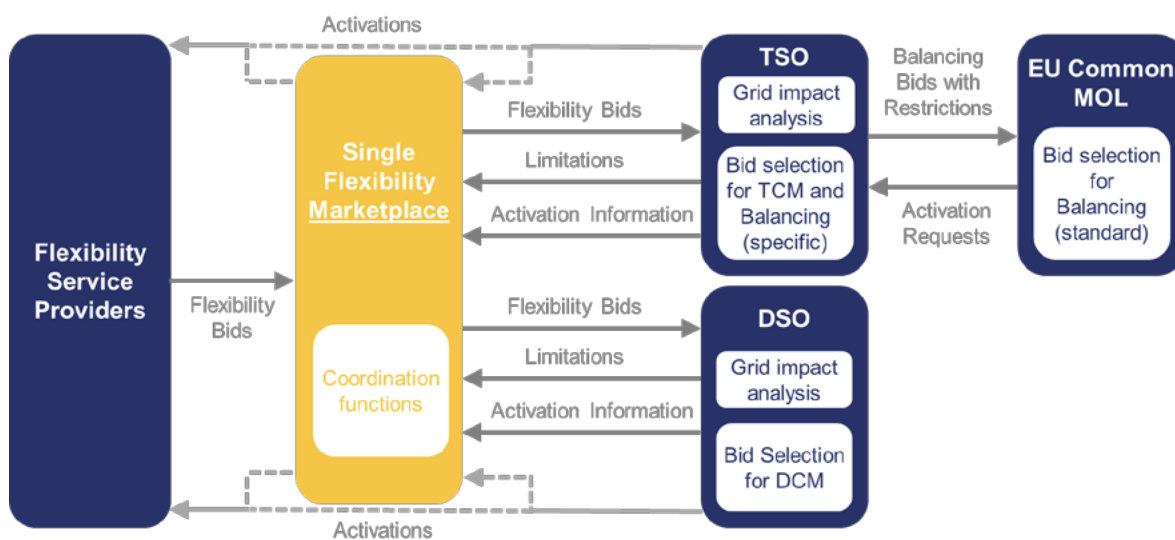 Activations
Flexibility
Service
Providers
Flexibility
Bids
Single
Flexibility
Marketplace
Coordination
functions
Flexibility Bids
Limitations
Activation Information
Flexibility Bids
Limitations
Activation Information
Activations
TSO
Grid impact
analysis
Bid selection
for TCM and
Balancing
(specific)
DSO
Grid impact
analysis
Bid Selection
for DCM
Balancing
Bids with
Restrictions
Activation
Requests
EU Common
MOL
Bid selection
for
Balancing
(standard)